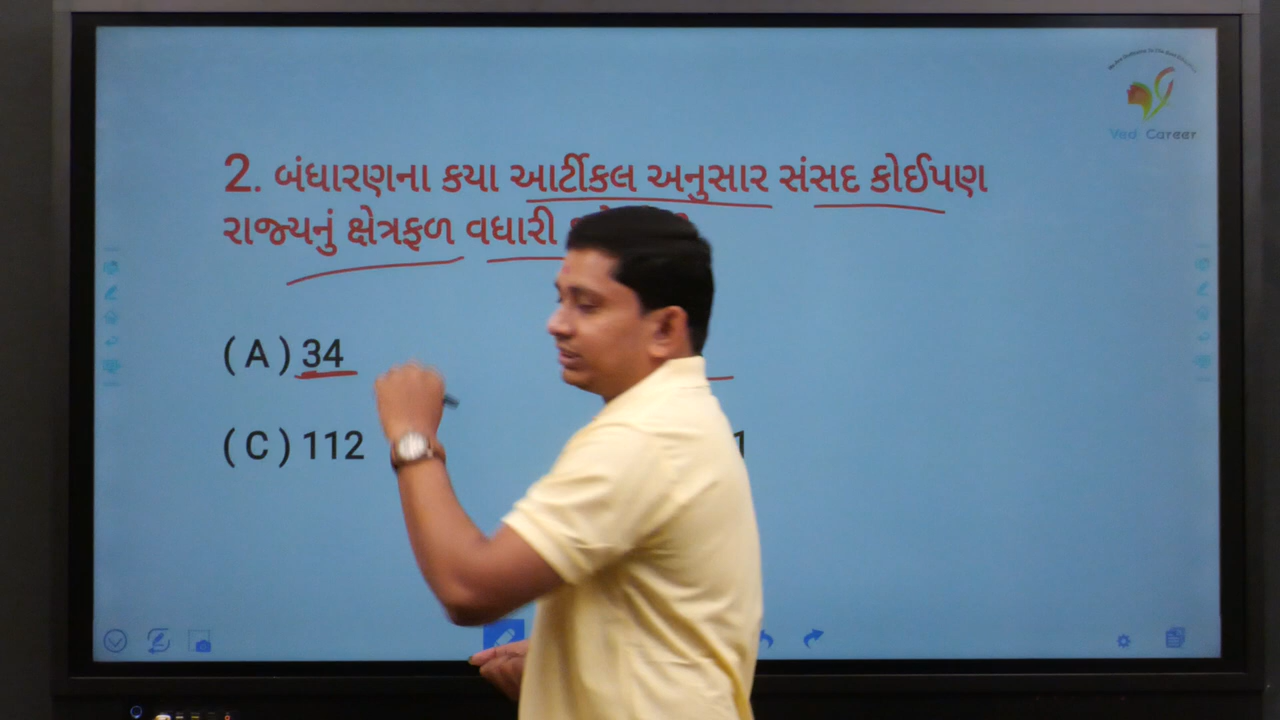 2. બંધારણના કયા આર્ટીકલ અનુસાર સંસદ કોઈપણ
રાજ્યનું ક્ષેત્રફળ વધારી
(A) 34
(C) 112
Ved Career